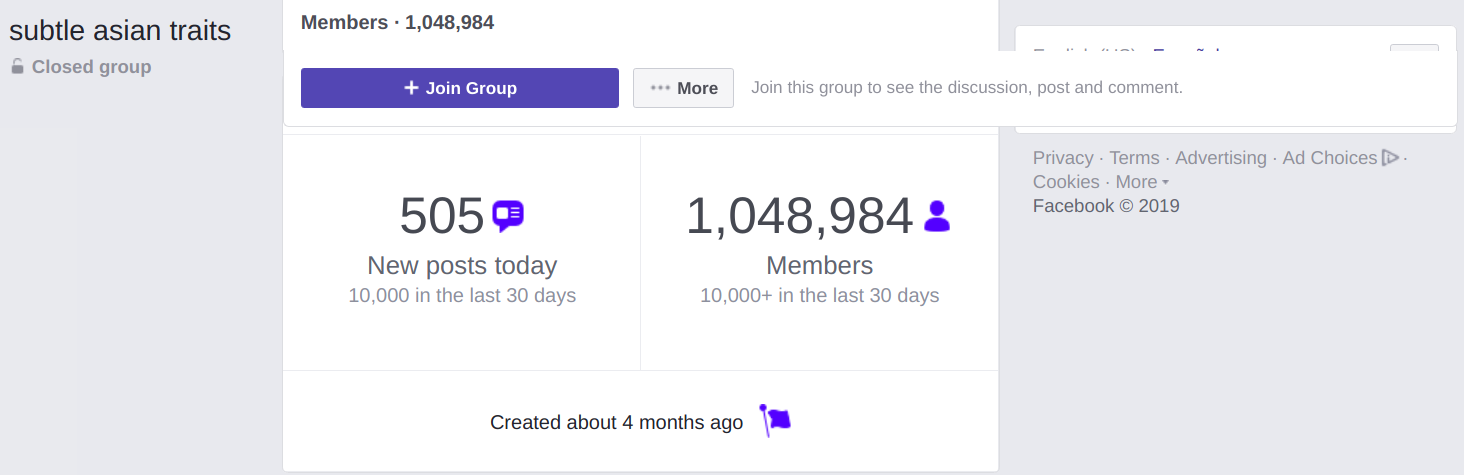 subtle asian traits
Closed group
Members · 1,048,984
+ Join Group
··· More
Join this group to see the discussion, post and comment.
505
New posts today
10,000 in the last 30 days
1,048,984
Members
10,000+ in the last 30 days
Created about 4 months ago
Privacy · Terms · Advertising · Ad Choices ·
Cookies · More
Facebook © 2019